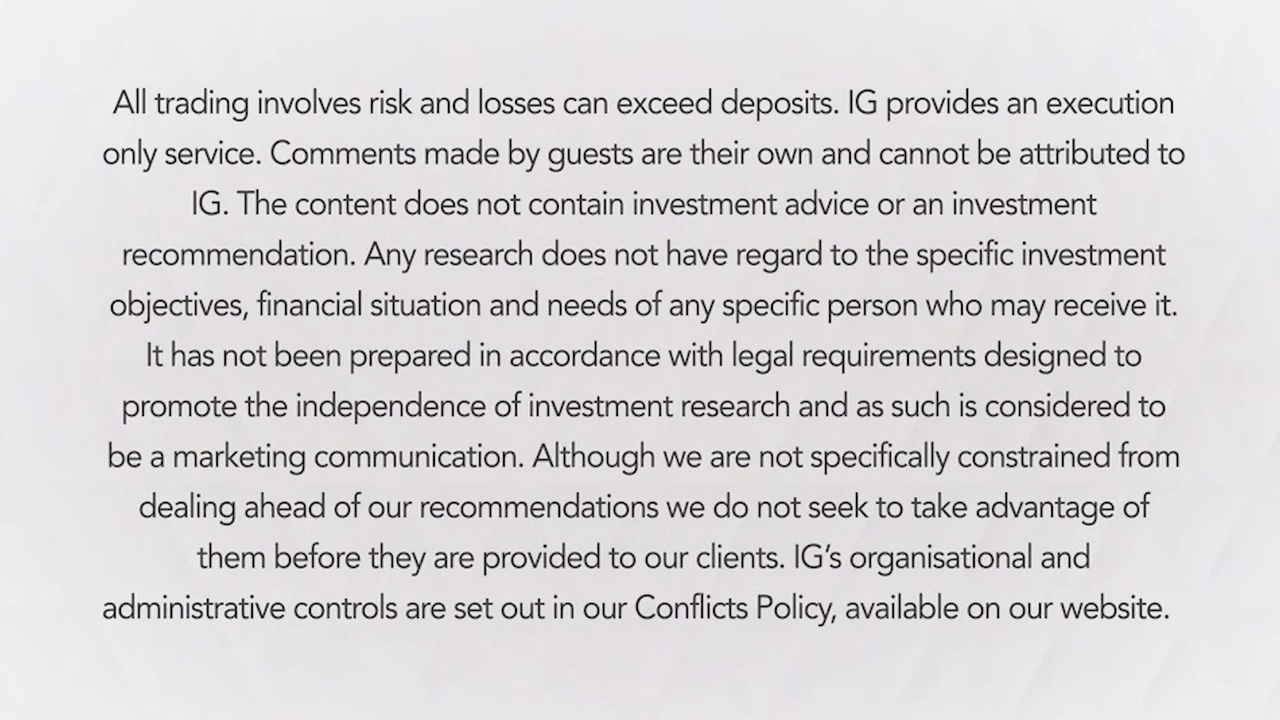 All trading involves risk and losses can exceed deposits. IG provides an execution
only service. Comments made by guests are their own and cannot be attributed to
IG. The content does not contain investment advice or an investment
recommendation. Any research does not have regard to the specific investment
objectives, financial situation and needs of any specific person who may receive it.
It has not been prepared in accordance with legal requirements designed to
promote the independence of investment research and as such is considered to
be a marketing communication. Although we are not specifically constrained from
dealing ahead of our recommendations we do not seek to take advantage of
them before they are provided to our clients. IG’s organisational and
administrative controls are set out in our Conflicts Policy, available on our website.